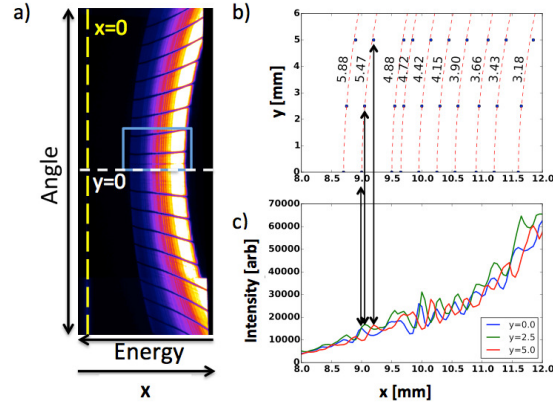 a)
x=0
y=0
Angle
Energy
x
b)
6
5
4
3
2
1
0
y [mm]
5.88
5.47
4.88
4.72
4.42
4.15
3.90
3.66
3.43
3.18
8.0 8.5 9.0 9.5 10.0 10.5 11.0 11.5 12.0
c)
70000
60000
50000
40000
30000
20000
10000
0
Intensity [arb]
y=0.0
y=2.5
y=5.0
8.0 8.5 9.0 9.5 10.0 10.5 11.0 11.5 12.0
x [mm]